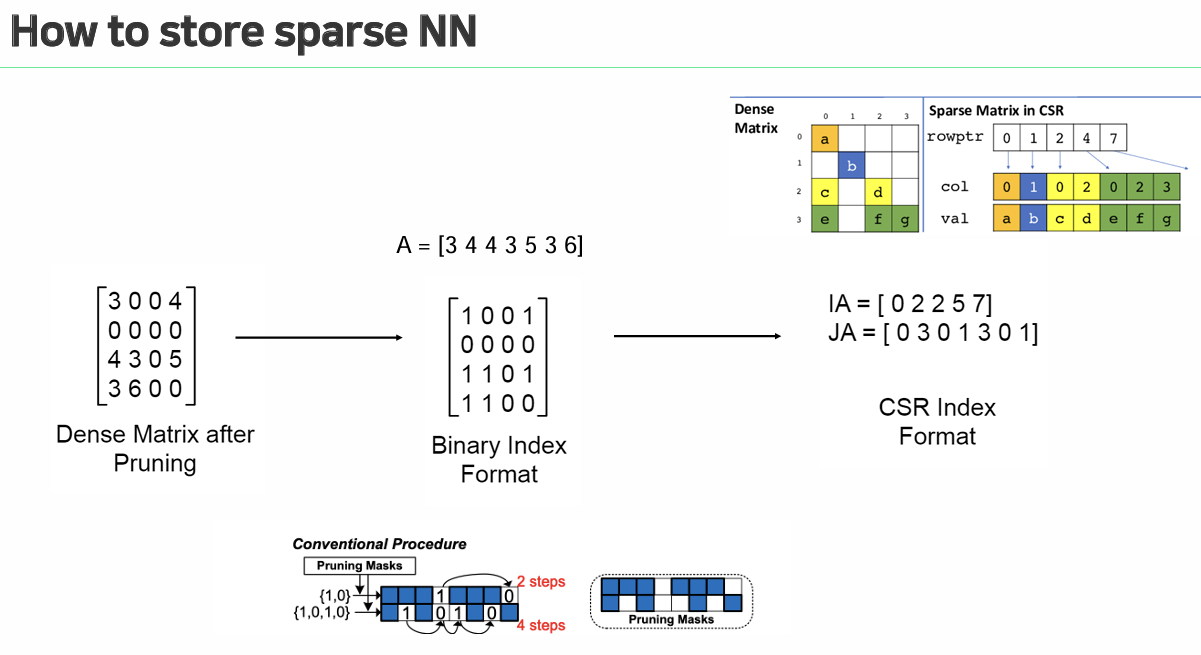 How to store sparse NN
Dense
Matrix
0 1 2 3
0 a
1 b
2 c d
3 e f g
Sparse Matrix in CSR
rowptr 0 1 2 4 7
col 0 1 0 2 0 2 3
val a b c d e f g
A = [3 4 4 3 5 3 6]
3 0 0 4
0 0 0 0
4 3 0 5
3 6 0 0
Dense Matrix after
Pruning
1 0 0 1
0 0 0 0
1 1 0 1
1 1 0 0
Binary Index
Format
IA = [ 0 2 2 5 7]
JA = [ 0 3 0 1 3 0 1]
CSR Index
Format
Conventional Procedure
Pruning Masks
{1,0} 1 0 2 steps
{1,0,1,0} 1 0 1 0 4 steps
Pruning Masks